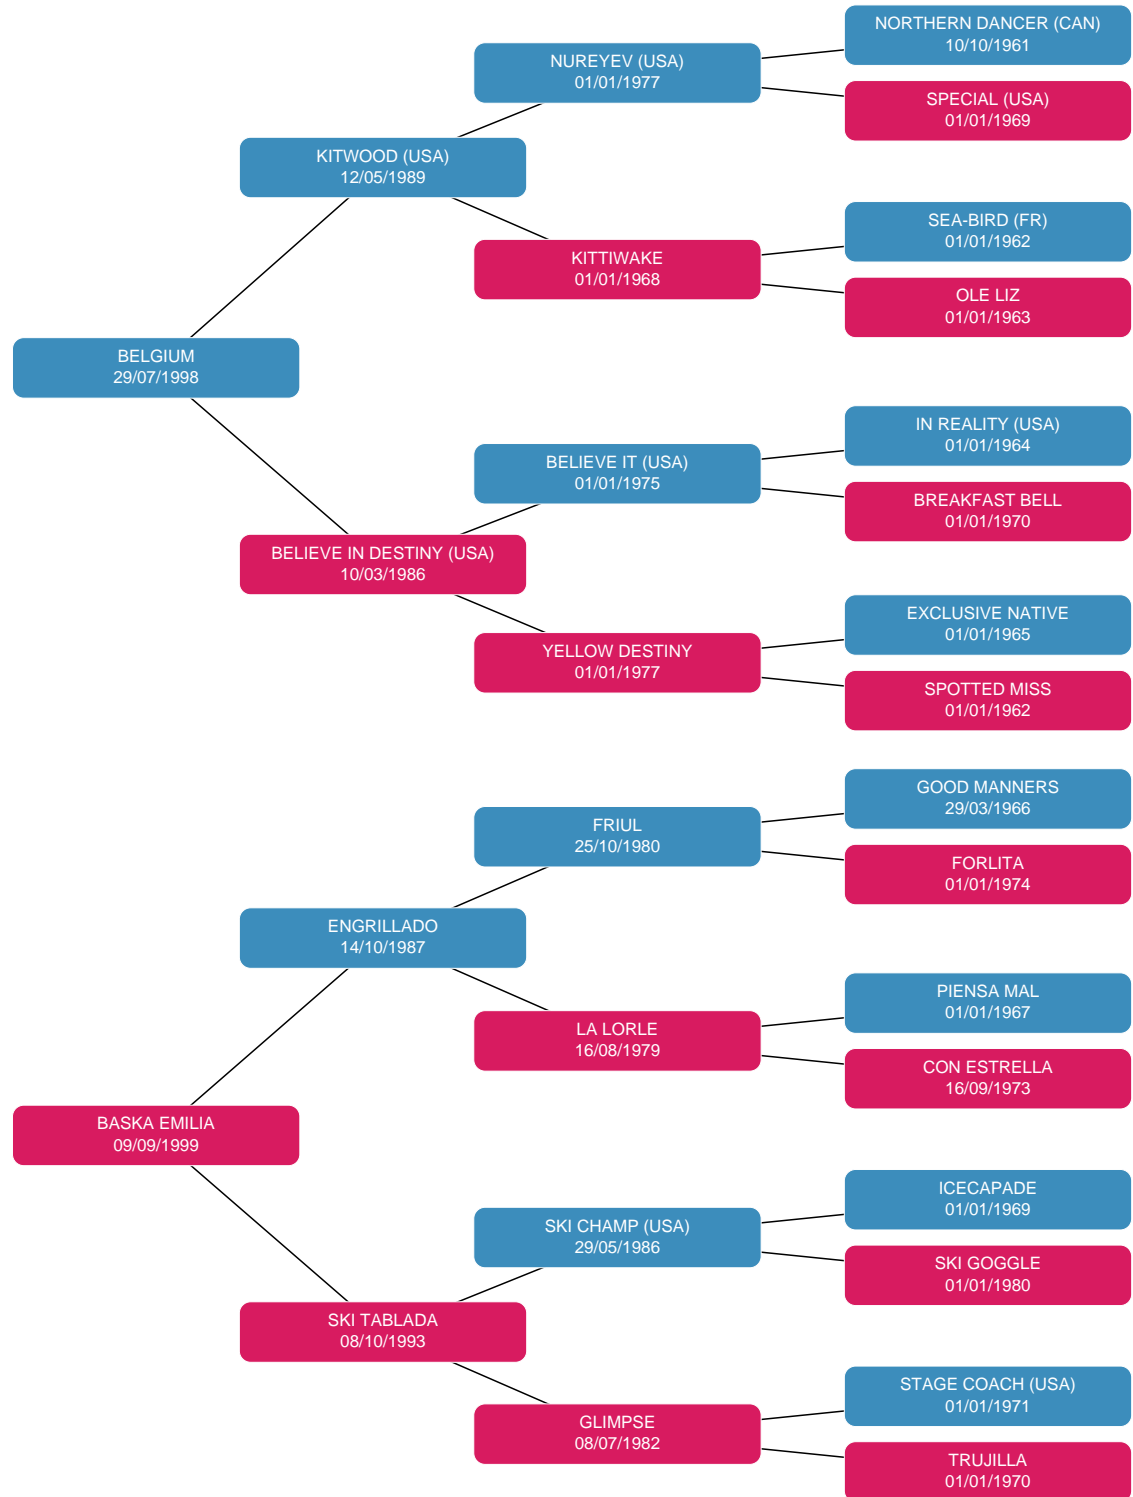 NORTHERN DANCER (CAN)
10/10/1961
NUREYEV (USA)
01/01/1977
SPECIAL (USA)
01/01/1969
KITWOOD (USA)
12/05/1989
SEA-BIRD (FR)
01/01/1962
KITTIWAKE
01/01/1968
OLE LIZ
01/01/1963
BELGIUM
29/07/1998
IN REALITY (USA)
01/01/1964
BELIEVE IT (USA)
01/01/1975
BREAKFAST BELL
01/01/1970
BELIEVE IN DESTINY (USA)
10/03/1986
EXCLUSIVE NATIVE
01/01/1965
YELLOW DESTINY
01/01/1977
SPOTTED MISS
01/01/1962
GOOD MANNERS
29/03/1966
FRIUL
25/10/1980
FORLITA
01/01/1974
ENGRILLADO
14/10/1987
PIENSA MAL
01/01/1967
LA LORLE
16/08/1979
CON ESTRELLA
16/09/1973
BASKA EMILIA
09/09/1999
ICECAPADE
01/01/1969
SKI CHAMP (USA)
29/05/1986
SKI GOGGLE
01/01/1980
SKI TABLADA
08/10/1993
STAGE COACH (USA)
01/01/1971
GLIMPSE
08/07/1982
TRUJILLA
01/01/1970